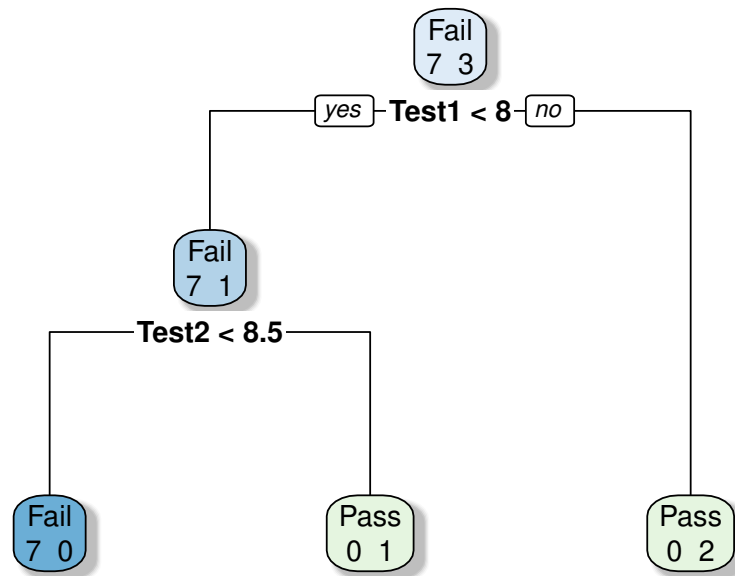 Fail
7 3
yes Test1 < 8 no
Fail
7 1
Test2 < 8.5
Fail
7 0
Pass
0 1
Pass
0 2